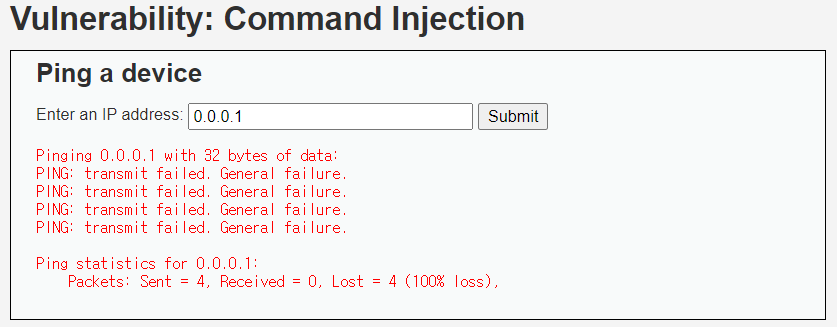 Vulnerability: Command Injection
Ping a device
Enter an IP address: 0.0.0.1 Submit
Pinging 0.0.0.1 with 32 bytes of data:
PING: transmit failed. General failure.
PING: transmit failed. General failure.
PING: transmit failed. General failure.
PING: transmit failed. General failure.
Ping statistics for 0.0.0.1:
Packets: Sent = 4, Received = 0, Lost = 4 (100% loss),